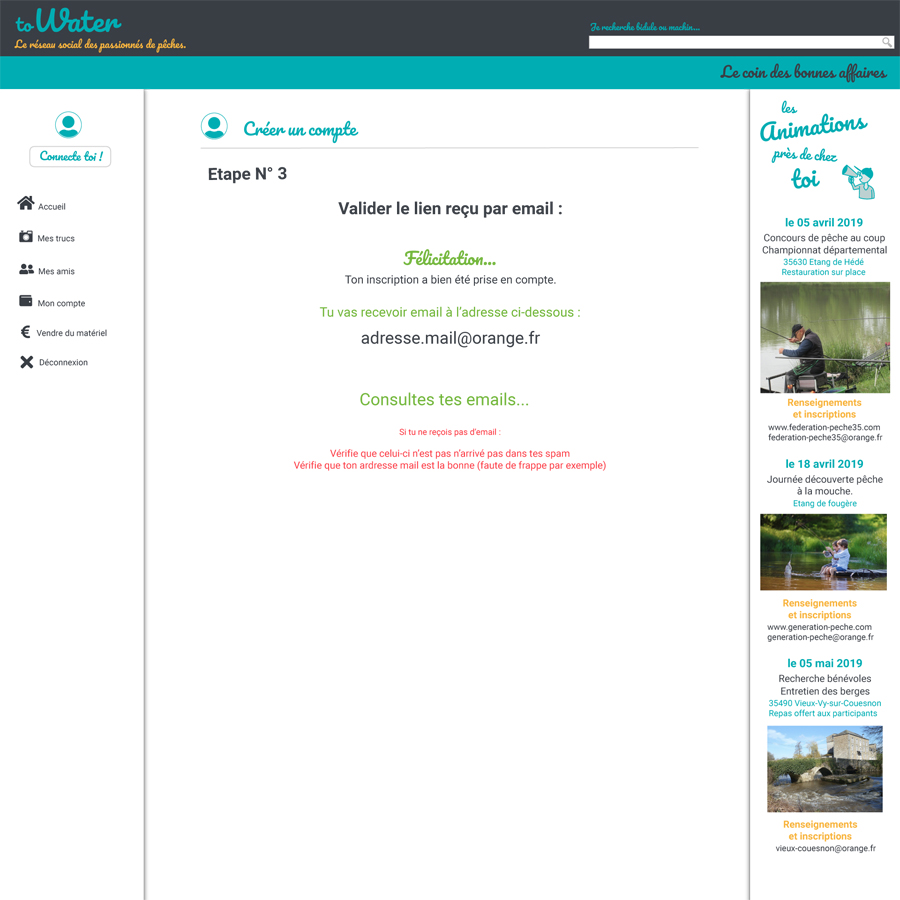 to Water
Le réseau social des passionnés de pêches.
Je recherche bidule ou machin...
Le coin des bonnes affaires
Connecte toi !
Accueil
Mes trucs
Mes amis
Mon compte
Vendre du matériel
Déconnexion
Créer un compte
Etape N° 3
Valider le lien reçu par email :
Félicitation...
Ton inscription a bien été prise en compte.
Tu vas recevoir email à l'adresse ci-dessous :
adresse.mail@orange.fr
Consultes tes emails...
Si tu ne reçois pas d'email :
Vérifie que celui-ci n'est pas n'arrivé pas dans tes spam
Vérifie que ton ardresse mail est la bonne (faute de frappe par exemple)
les
Animations
près de chez
toi
le 05 avril 2019
Concours de pêche au coup
Championnat départemental
35630 Etang de Hédé
Restauration sur place
Renseignements
et inscriptions
www.federation-peche35.com
federation-peche35@orange.fr
le 18 avril 2019
Journée découverte pêche
à la mouche.
Etang de fougère
Renseignements
et inscriptions
www.generation-peche.com
generation-peche@orange.fr
le 05 mai 2019
Recherche bénévoles
Entretien des berges
35490 Vieux-Vy-sur-Couesnon
Repas offert aux participants
Renseignements
et inscriptions
vieux-couesnon@orange.fr